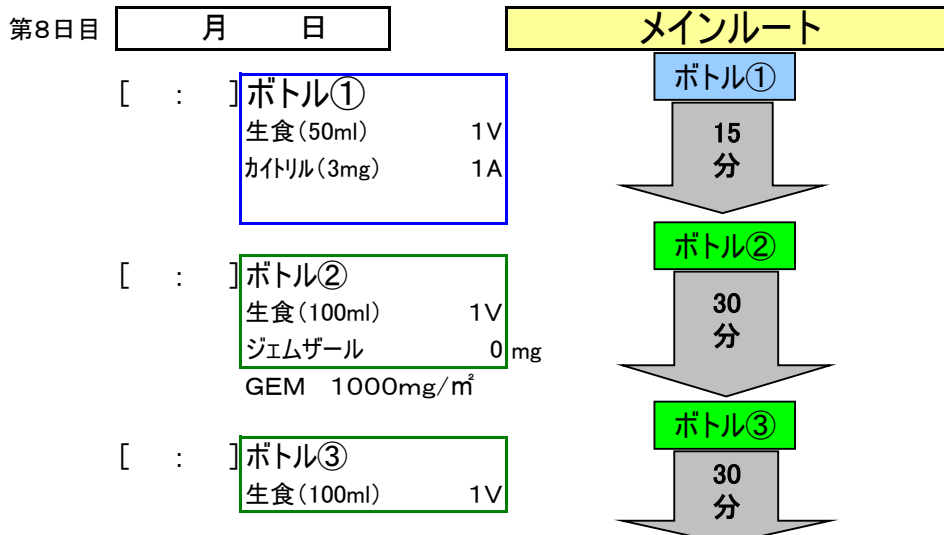 第8日目 月 日 メインルート
[ : ] ボトル① ボトル①
生食(50ml) 1V 15
ｶイトリル(3mg) 1A 分
ボトル②
[ : ] ボトル②
生食(100ml) 1V 30
ジェムザール 0 mg 分
GEM 1000mg/㎡
ボトル③
[ : ] ボトル③
生食(100ml) 1V 30
分